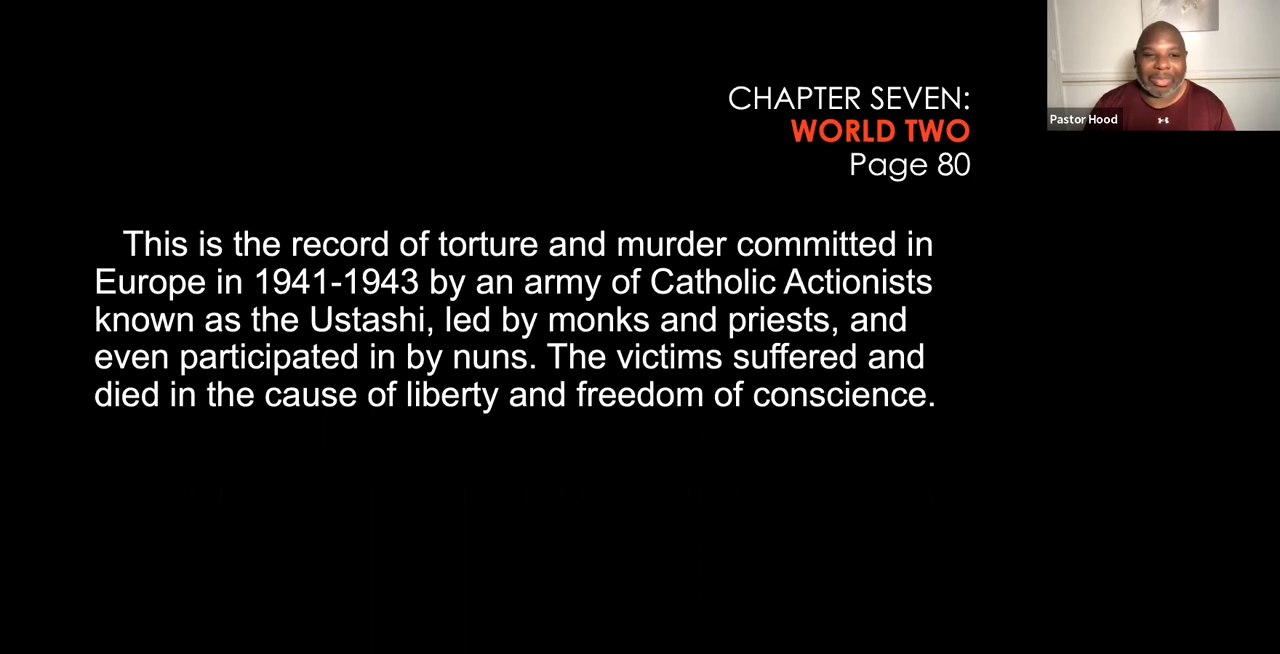 CHAPTER SEVEN:
WORLD TWO
Page 80
Pastor Hood
This is the record of torture and murder committed in
Europe in 1941-1943 by an army of Catholic Actionists
known as the Ustashi, led by monks and priests, and
even participated in by nuns. The victims suffered and
died in the cause of liberty and freedom of conscience.